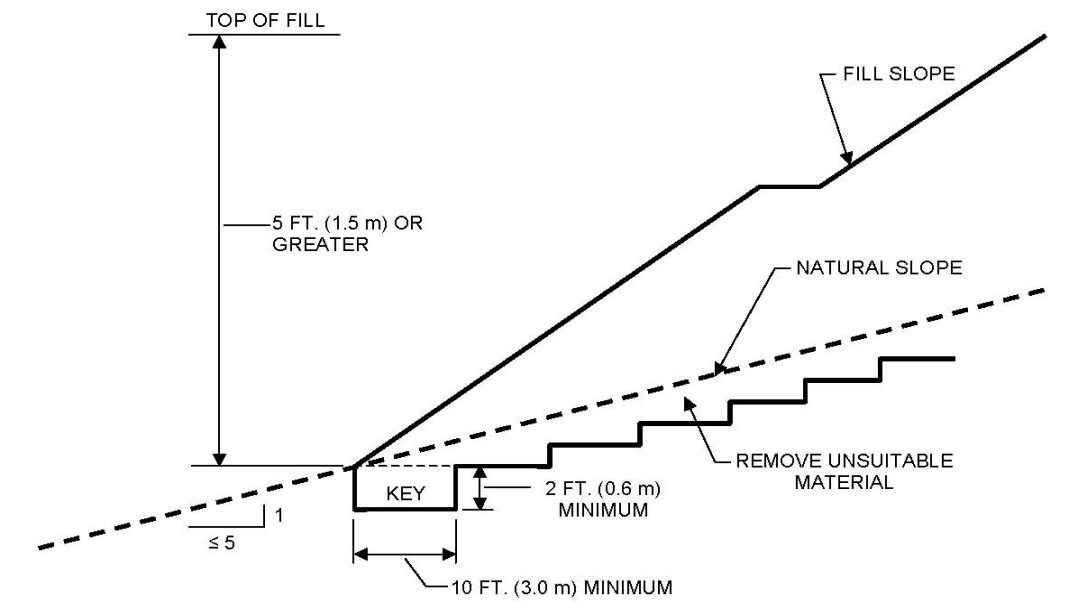 TOP OF FILL
FILL SLOPE
5 FT. (1.5 m) OR
GREATER
NATURAL SLOPE
REMOVE UNSUITABLE
MATERIAL
KEY
2 FT. (0.6 m)
MINIMUM
1
≤ 5
10 FT. (3.0 m) MINIMUM